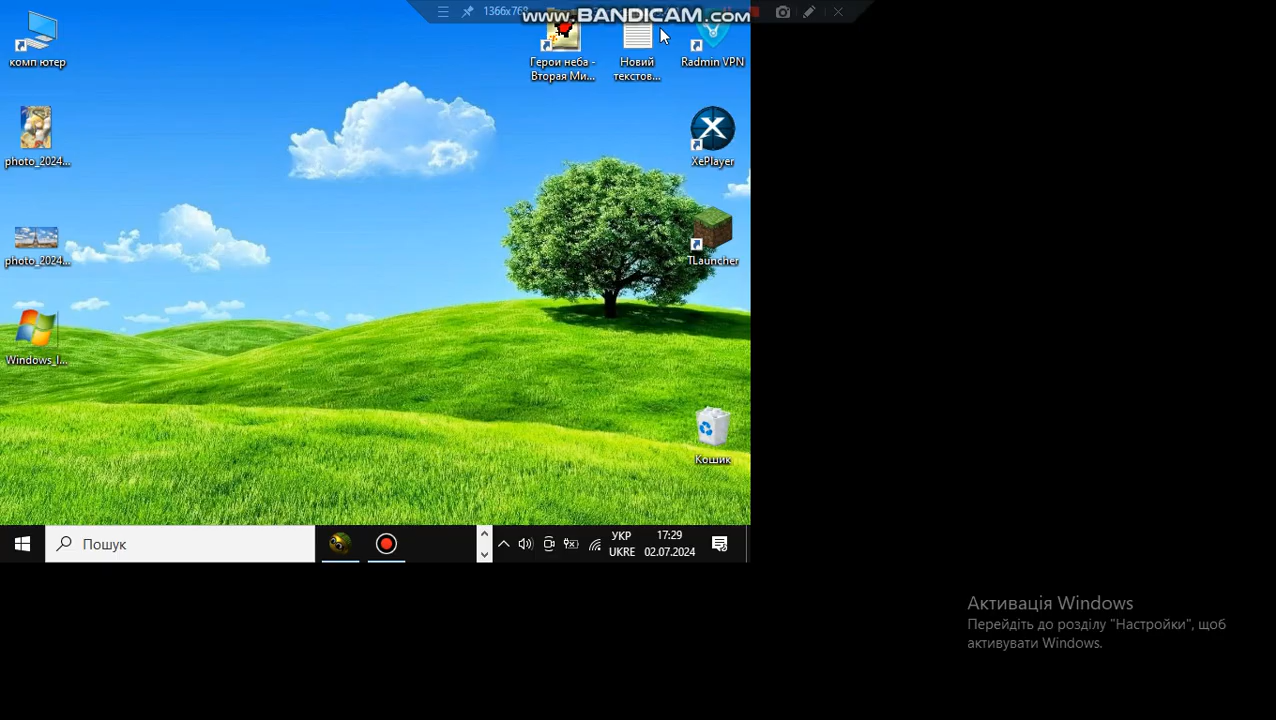 1366x768
www.BANDICAM.com
комп ютер
Герои неба -
Вторая Ми...
Новий
текстов...
Radmin VPN
photo_2024...
XePlayer
photo_2024...
TLauncher
Windows_l...
Кошик
Пошук
УКР
UKRE
17:29
02.07.2024
Активація Windows
Перейдіть до розділу "Настройки", щоб
активувати Windows.